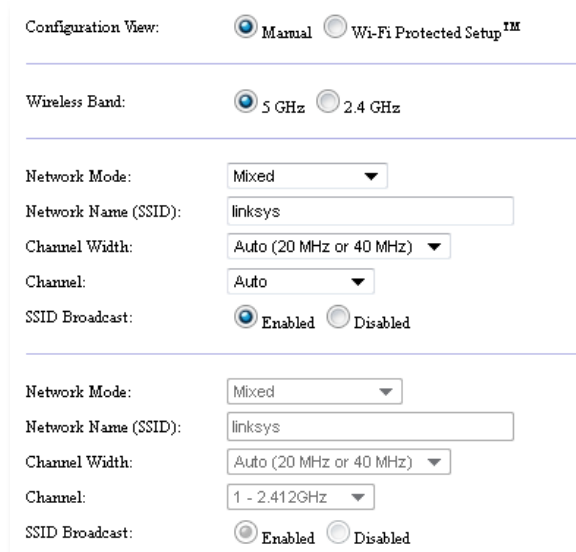 Configuration View: Manual Wi-Fi Protected Setup™
Wireless Band: 5 GHz 2.4 GHz
Network Mode: Mixed
Network Name (SSID): linksys
Channel Width: Auto (20 MHz or 40 MHz)
Channel: Auto
SSID Broadcast: Enabled Disabled
Network Mode: Mixed
Network Name (SSID): linksys
Channel Width: Auto (20 MHz or 40 MHz)
Channel: 1 - 2.412GHz
SSID Broadcast: Enabled Disabled